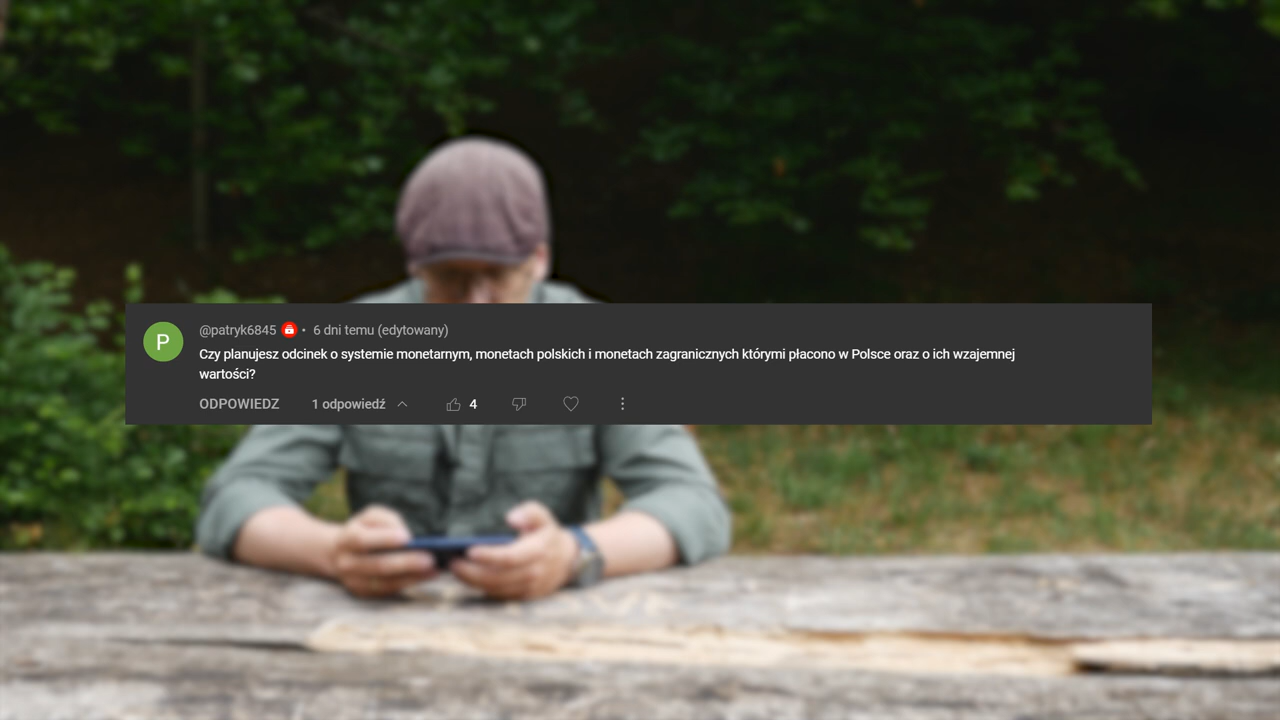 P
@patryk6845 • 6 dni temu (edytowany)
Czy planujesz odcinek o systemie monetarnym, monetach polskich i monetach zagranicznych którymi płacono w Polsce oraz o ich wzajemnej
wartości?
ODPOWIEDZ 1 odpowiedź 4